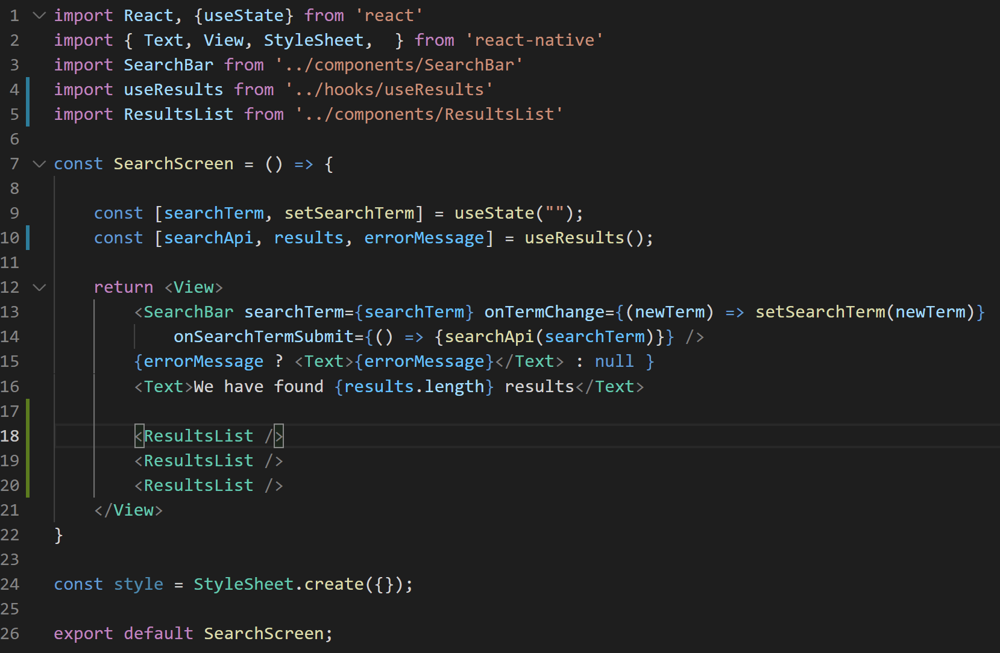 1 import React, {useState} from 'react'
2 import { Text, View, StyleSheet,  } from 'react-native'
3 import SearchBar from '../components/SearchBar'
4 import useResults from '../hooks/useResults'
5 import ResultsList from '../components/ResultsList'
6
7 const SearchScreen = () => {
8
9     const [searchTerm, setSearchTerm] = useState("");
10     const [searchApi, results, errorMessage] = useResults();
11
12     return <View>
13         <SearchBar searchTerm={searchTerm} onTermChange={(newTerm) => setSearchTerm(newTerm)}
14             onSearchTermSubmit={() => {searchApi(searchTerm)}} />
15         {errorMessage ? <Text>{errorMessage}</Text> : null }
16         <Text>We have found {results.length} results</Text>
17
18         <ResultsList />
19         <ResultsList />
20         <ResultsList />
21     </View>
22 }
23
24 const style = StyleSheet.create({});
25
26 export default SearchScreen;